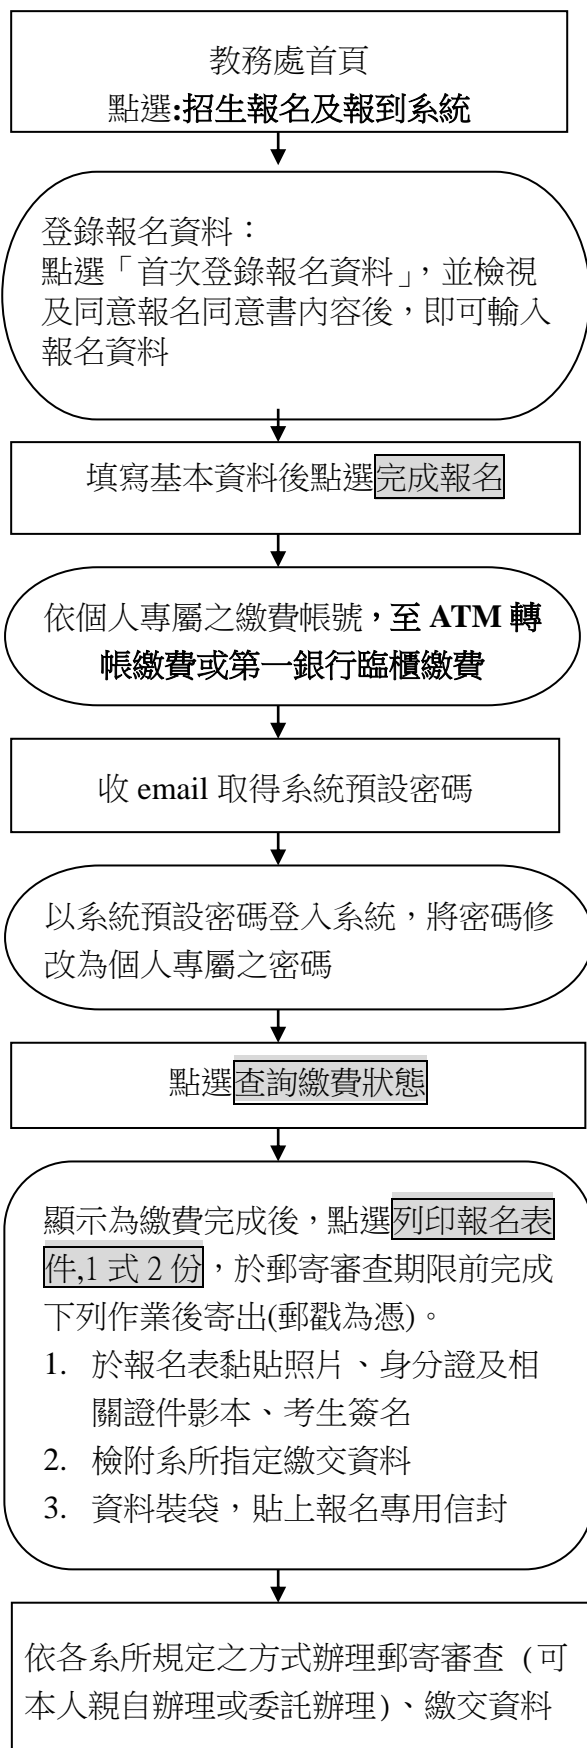 教務處首頁
點選:招生報名及報到系統
登錄報名資料：
點選「首次登錄報名資料」，並檢視
及同意報名同意書內容後，即可輸入
報名資料
填寫基本資料後點選完成報名
依個人專屬之繳費帳號，至 ATM 轉
帳繳費或第一銀行臨櫃繳費
收 email 取得系統預設密碼
以系統預設密碼登入系統，將密碼修
改為個人專屬之密碼
點選查詢繳費狀態
顯示為繳費完成後，點選列印報名表
件,1 式 2 份，於郵寄審查期限前完成
下列作業後寄出(郵戳為憑)。
1. 於報名表黏貼照片、身分證及相
關證件影本、考生簽名
2. 檢附系所指定繳交資料
3. 資料裝袋，貼上報名專用信封
依各系所規定之方式辦理郵寄審查 (可
本人親自辦理或委託辦理)、繳交資料